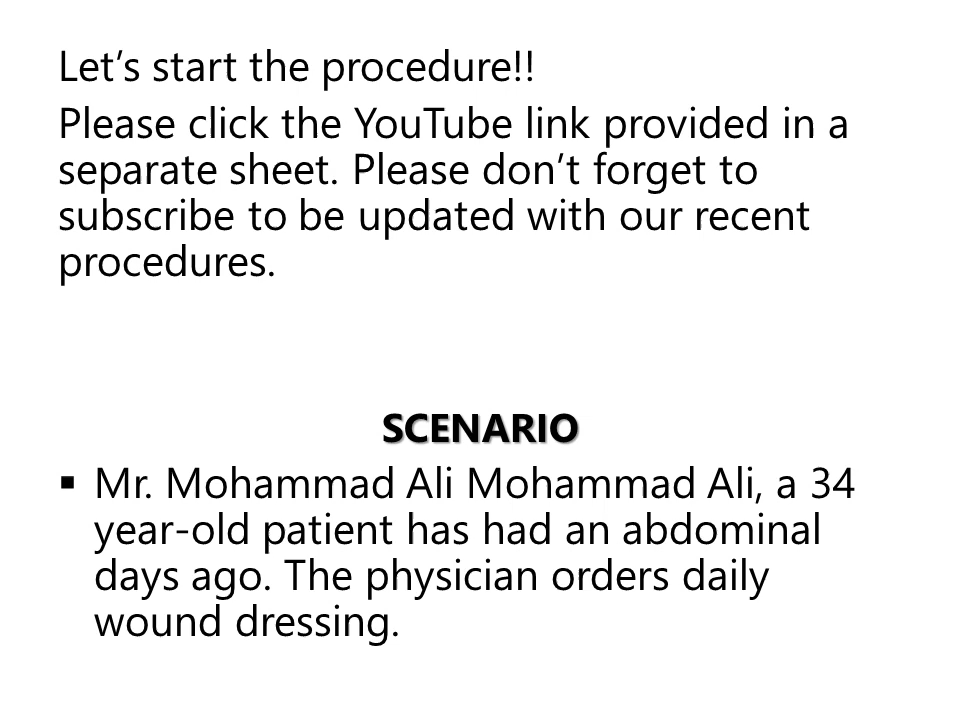 Let’s start the procedure!!
Please click the YouTube link provided in a
separate sheet. Please don’t forget to
subscribe to be updated with our recent
procedures.
SCENARIO
▪ Mr. Mohammad Ali Mohammad Ali, a 34
year-old patient has had an abdominal
days ago. The physician orders daily
wound dressing.